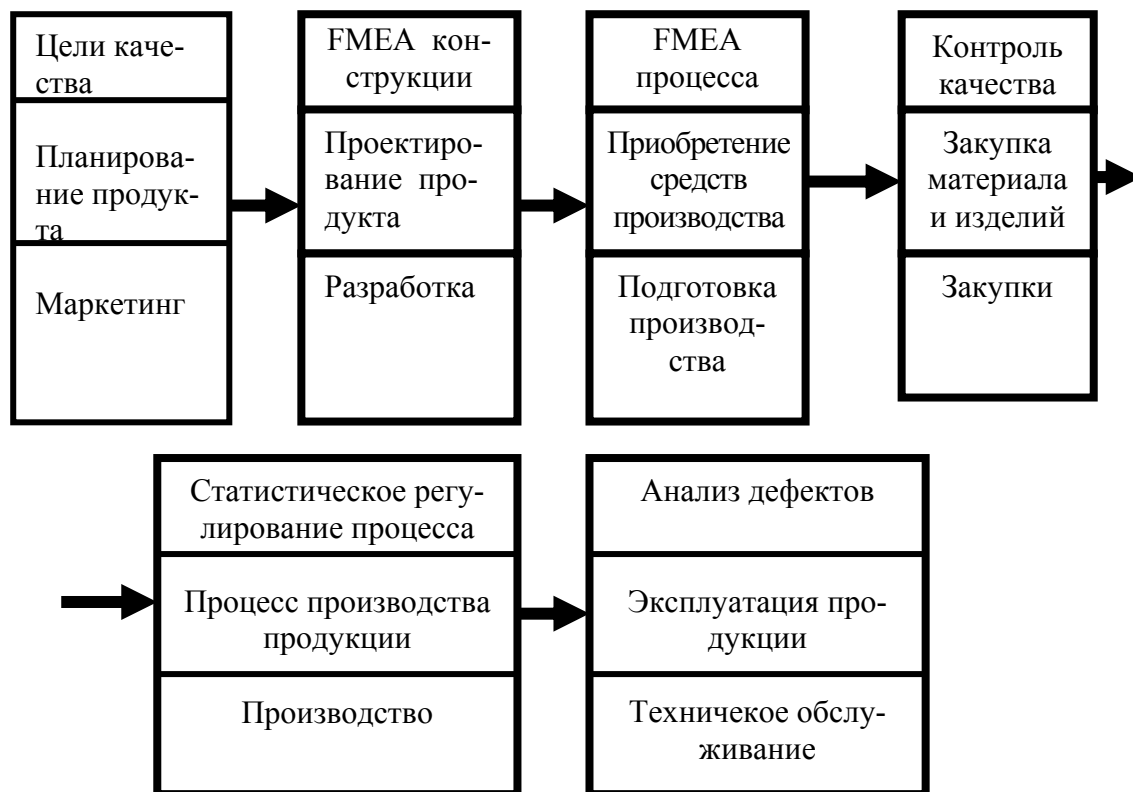 Цели каче-
ства
Планирова-
ние продук-
та
Маркетинг
FMEA кон-
струкции
Проектиро-
вание про-
дукта
Разработка
FMEA
процесса
Приобретение
средств
производства
Подготовка
производ-
ства
Контроль
качества
Закупка
материала
и изделий
Закупки
Статистическое регу-
лирование процесса
Процесс производства
продукции
Производство
Анализ дефектов
Эксплуатация про-
дукции
Техничекое обслу-
живание